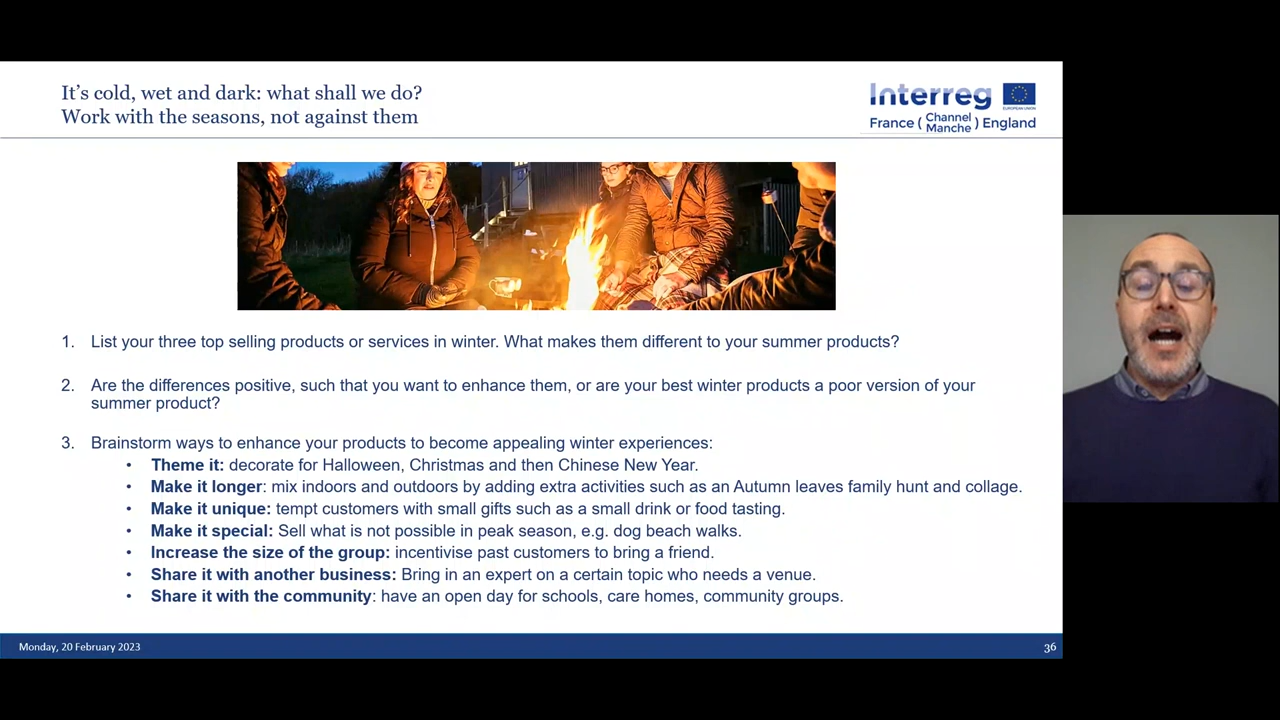 It's cold, wet and dark: what shall we do?
Work with the seasons, not against them
Interreg
EUROPEAN UNION
France ( Channel Manche ) England
1. List your three top selling products or services in winter. What makes them different to your summer products?
2. Are the differences positive, such that you want to enhance them, or are your best winter products a poor version of your
summer product?
3. Brainstorm ways to enhance your products to become appealing winter experiences:
• Theme it: decorate for Halloween, Christmas and then Chinese New Year.
• Make it longer: mix indoors and outdoors by adding extra activities such as an Autumn leaves family hunt and collage.
• Make it unique: tempt customers with small gifts such as a small drink or food tasting.
• Make it special: Sell what is not possible in peak season, e.g. dog beach walks.
• Increase the size of the group: incentivise past customers to bring a friend.
• Share it with another business: Bring in an expert on a certain topic who needs a venue.
• Share it with the community: have an open day for schools, care homes, community groups.
Monday, 20 February 2023
36